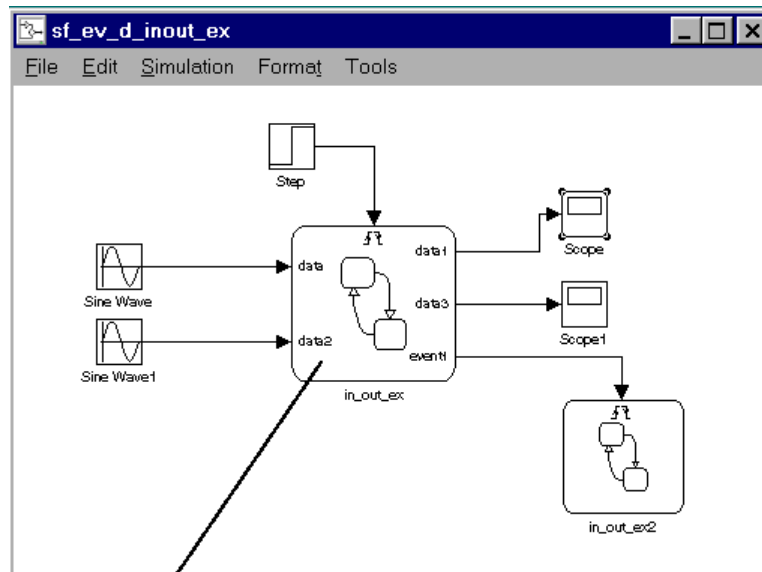 sf_ev_d_inout_ex
File Edit Simulation Format Tools
Step
data
data1
Scope
Sine Wave
data3
data2
Scope1
Sine Wave1
event1
in_out_ex
in_out_ex2